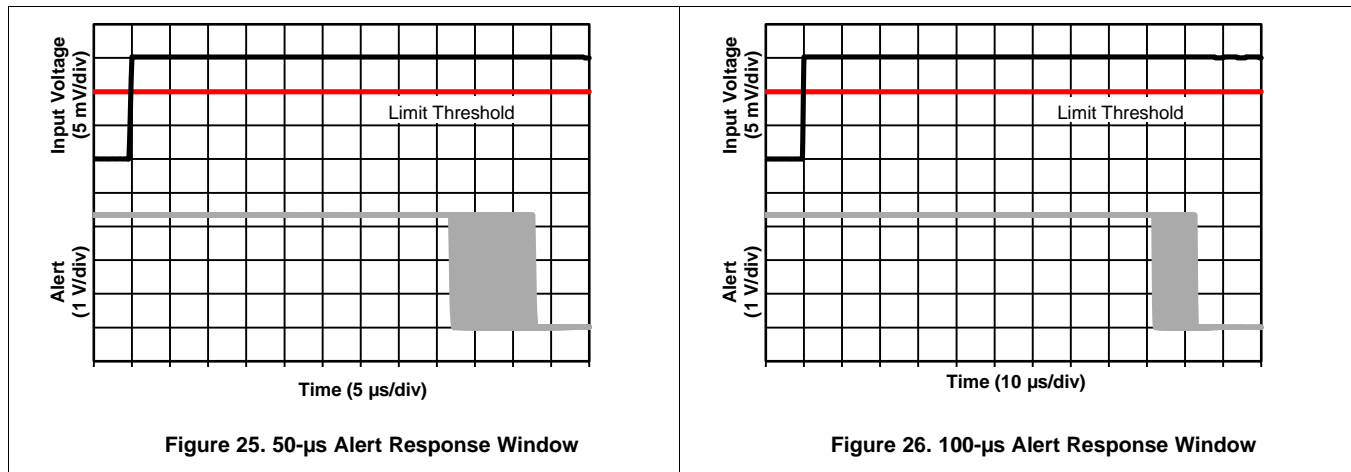 Input Voltage
(5 mV/div)
Limit Threshold
Alert
(1 V/div)
Time (5 µs/div)
Figure 25. 50-µs Alert Response Window
Input Voltage
(5 mV/div)
Limit Threshold
Alert
(1 V/div)
Time (10 µs/div)
Figure 26. 100-µs Alert Response Window